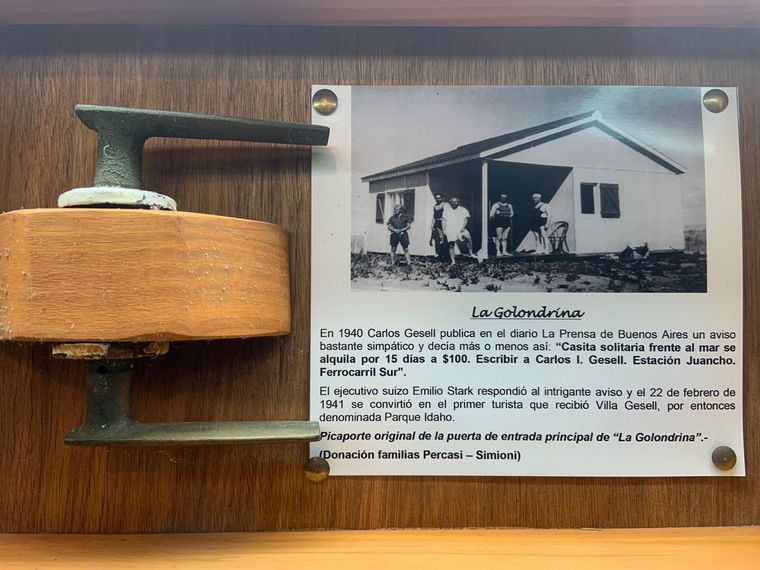 La Golondrina
En 1940 Carlos Gesell publica en el diario La Prensa de Buenos Aires un aviso
bastante simpático y decía más o menos así: “Casita solitaria frente al mar se
alquila por 15 días a $100. Escribir a Carlos I. Gesell. Estación Juancho.
Ferrocarril Sur”.
El ejecutivo suizo Emilio Stark respondió al intrigante aviso y el 22 de febrero de
1941 se convirtió en el primer turista que recibió Villa Gesell, por entonces
denominada Parque Idaho.
Picaporte original de la puerta de entrada principal de “La Golondrina”.-
(Donación familias Percasi – Simioni)